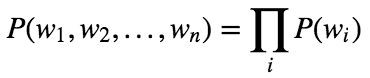 P(w₁, w₂, …, wₙ) = ∏ᵢ P(wᵢ)